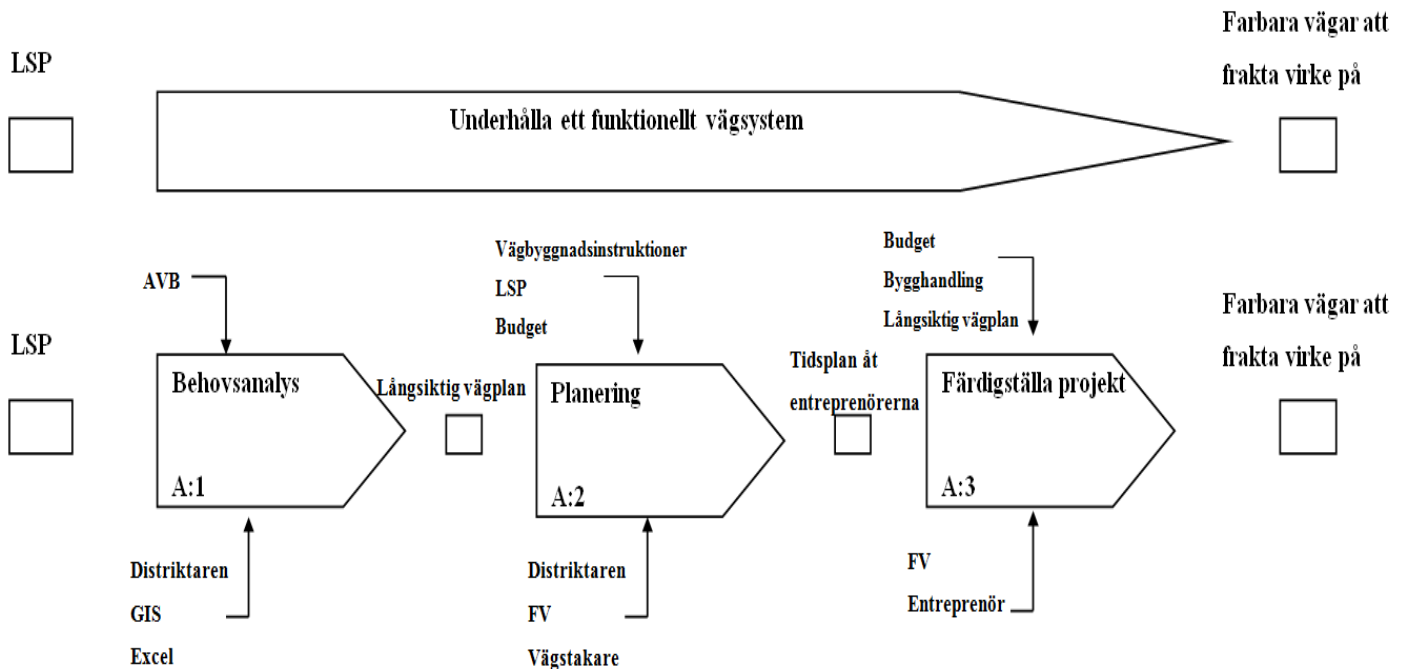 LSP
Underhålla ett funktionellt vägsystem
Farbara vägar att
frakta virke på
LSP
AVB
Behovsanalys
A:1
Distriktaren
GIS
Excel
Långsiktig vägplan
Vägbyggnadsinstruktioner
LSP
Budget
Planering
A:2
Distriktaren
FV
Vägstakare
Tidsplan åt
entreprenörerna
Budget
Bygghandling
Långsiktig vägplan
Färdigställa projekt
A:3
FV
Entreprenör
Farbara vägar att
frakta virke på